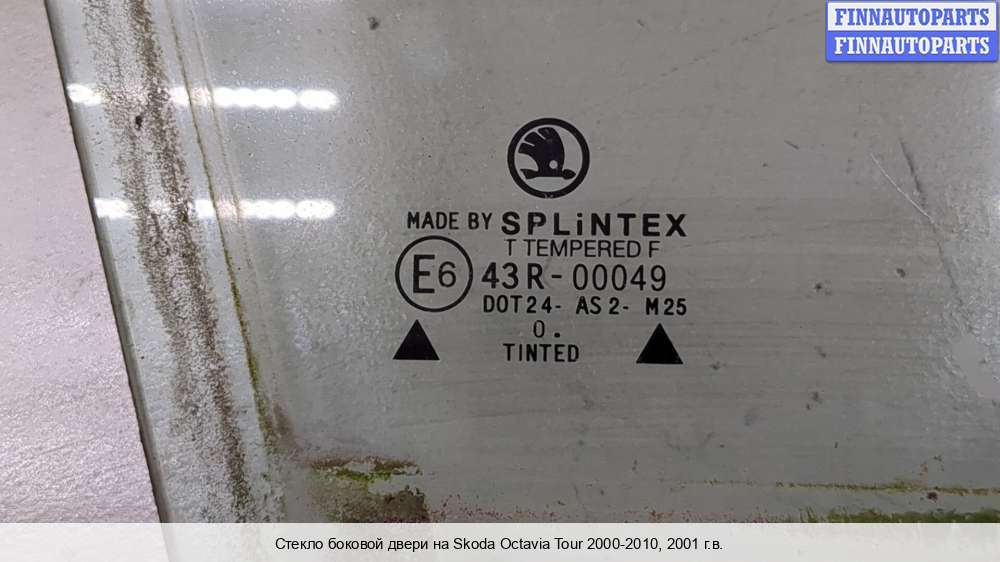 FINNAUTOPARTS
FINNAUTOPARTS
MADE BY SPLiNTEX
T TEMPERED F
E6 43R-00049
DOT24- AS2- M25
0.
TINTED
Стекло боковой двери на Skoda Octavia Tour 2000-2010, 2001 г.в.